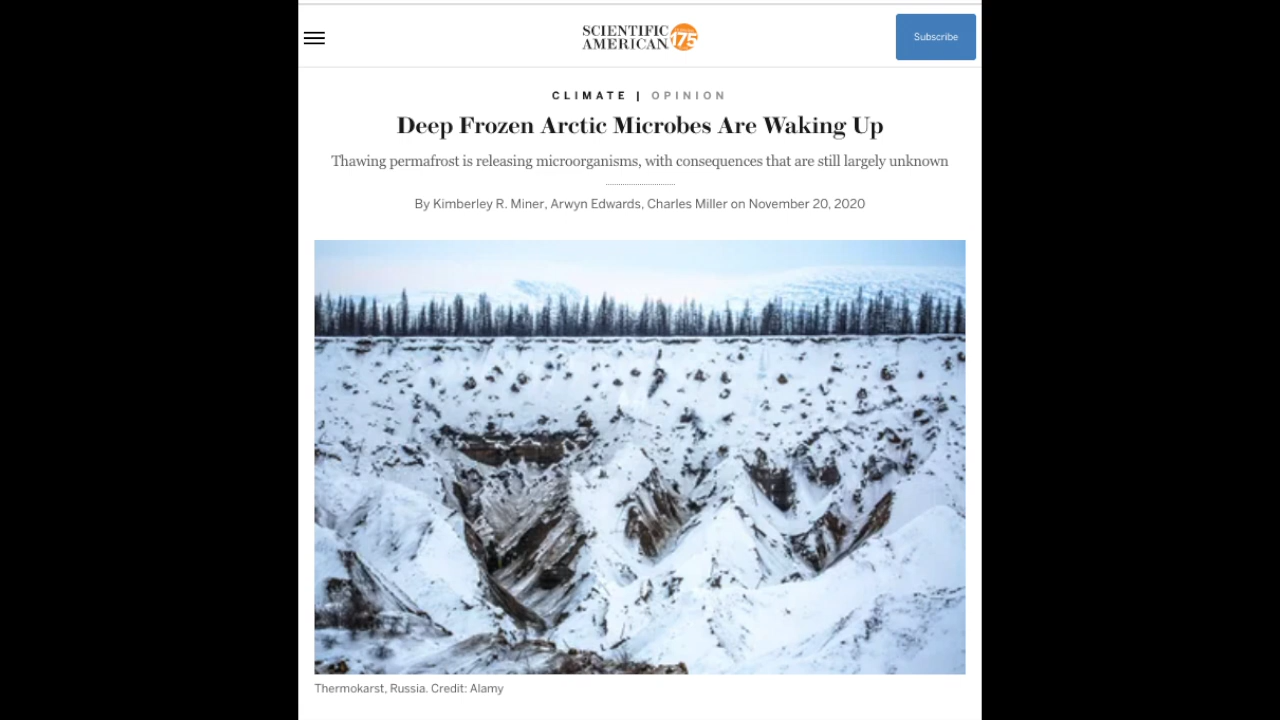 SCIENTIFIC
AMERICAN 175
Subscribe
CLIMATE | OPINION
Deep Frozen Arctic Microbes Are Waking Up
Thawing permafrost is releasing microorganisms, with consequences that are still largely unknown
By Kimberley R. Miner, Arwyn Edwards, Charles Miller on November 20, 2020
Thermokarst, Russia. Credit: Alamy